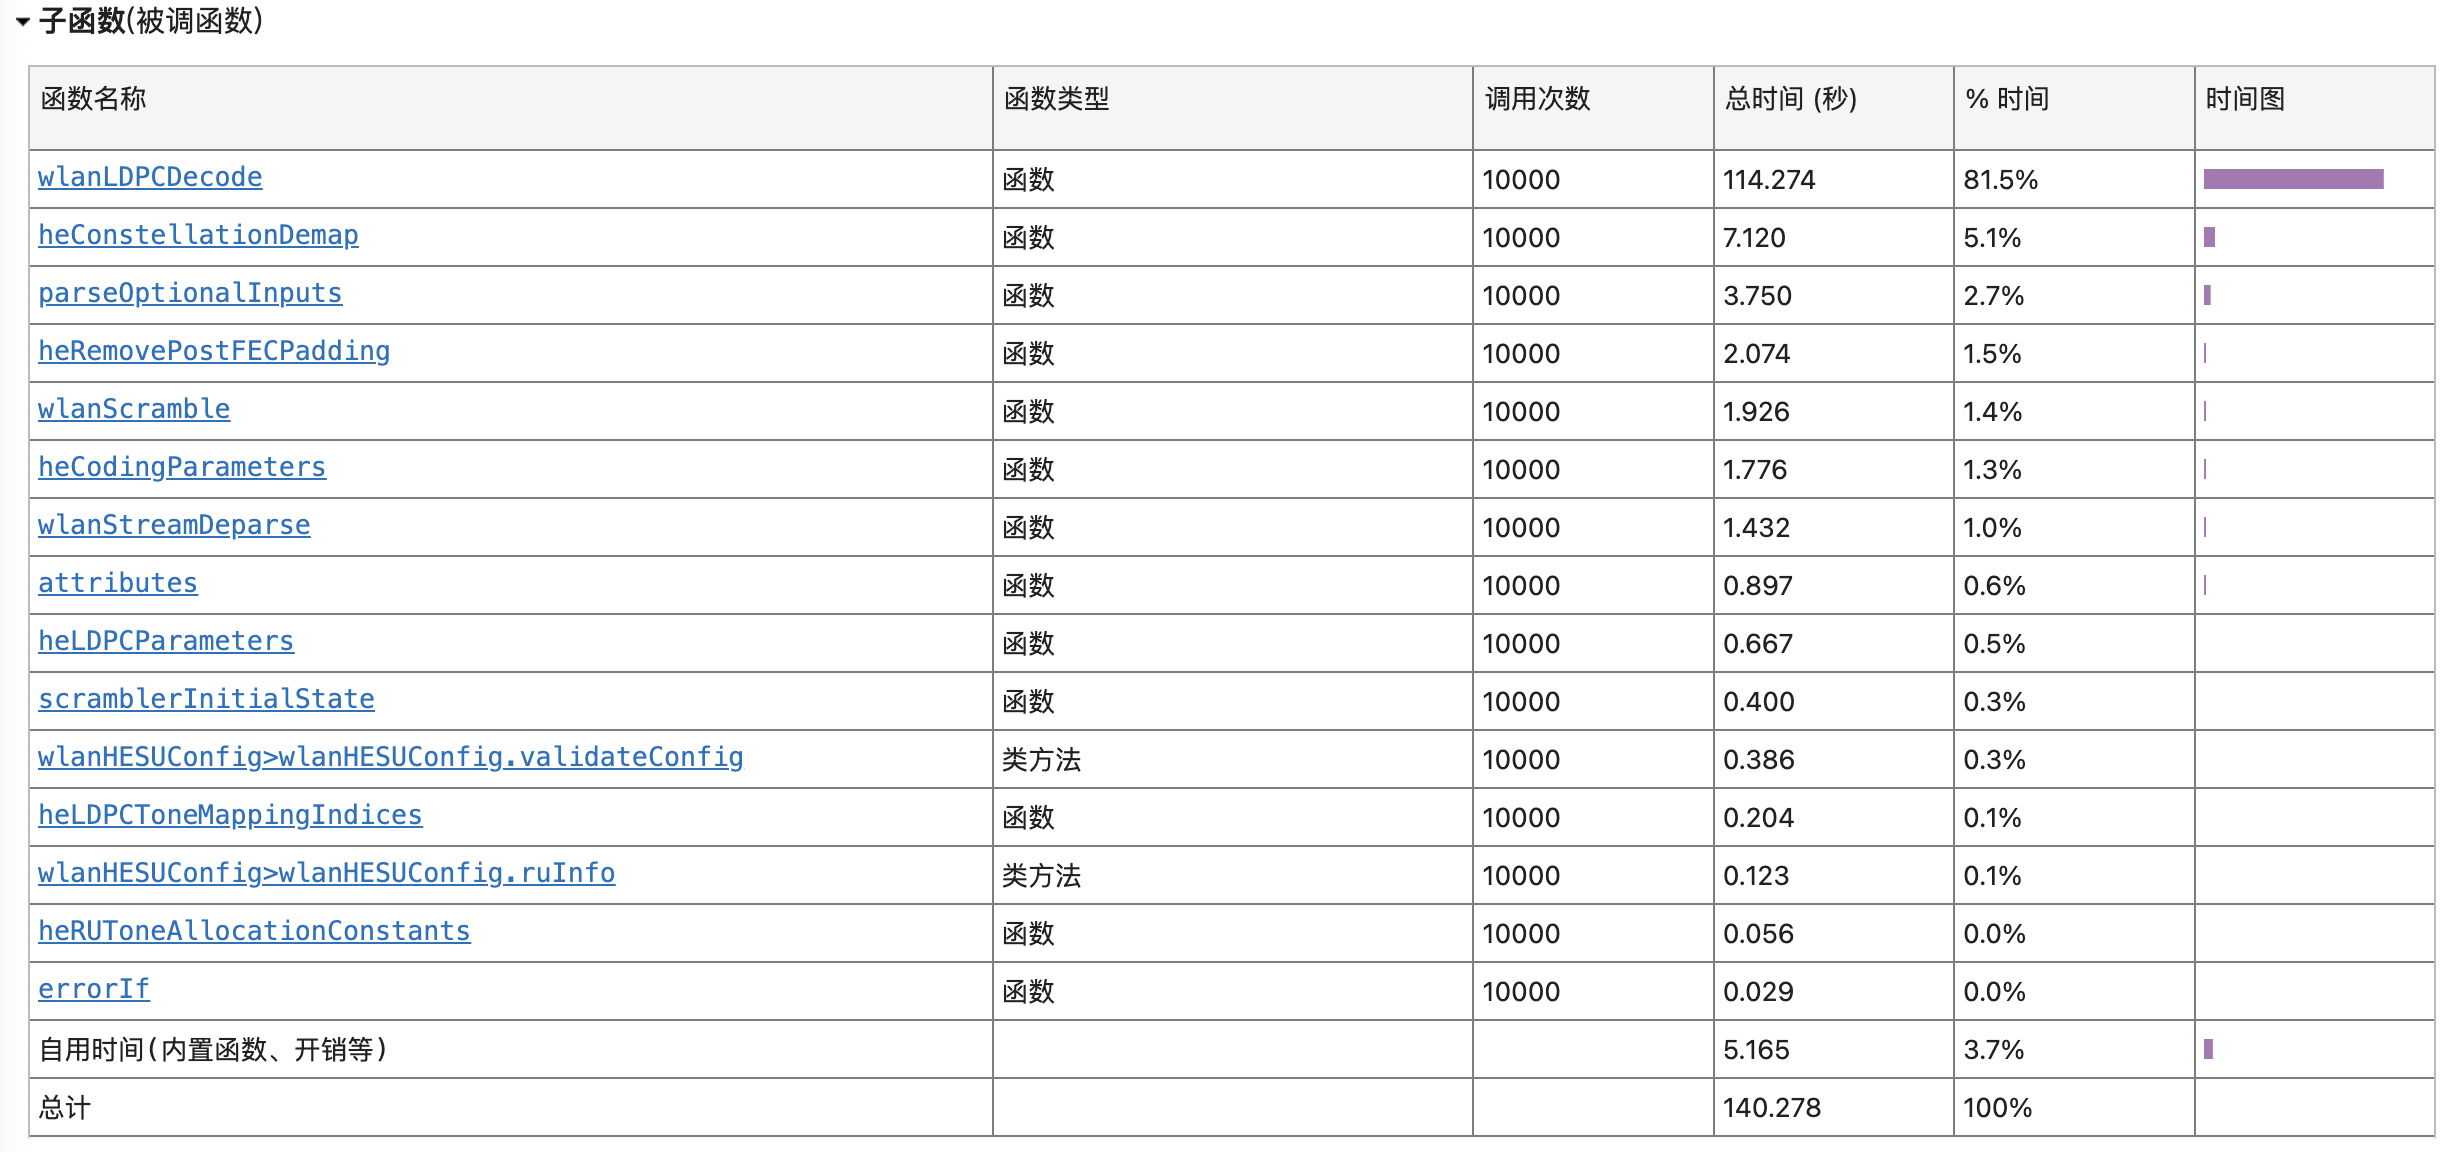 子函数(被调函数)
函数名称 函数类型 调用次数 总时间 (秒) % 时间 时间图
wlanLDPCDecode 函数 10000 114.274 81.5%
heConstellationDemap 函数 10000 7.120 5.1%
parseOptionalInputs 函数 10000 3.750 2.7%
heRemovePostFECPadding 函数 10000 2.074 1.5%
wlanScramble 函数 10000 1.926 1.4%
heCodingParameters 函数 10000 1.776 1.3%
wlanStreamDeparse 函数 10000 1.432 1.0%
attributes 函数 10000 0.897 0.6%
heLDPCParameters 函数 10000 0.667 0.5%
scramblerInitialState 函数 10000 0.400 0.3%
wlanHESUConfig>wlanHESUConfig.validateConfig 类方法 10000 0.386 0.3%
heLDPCToneMappingIndices 函数 10000 0.204 0.1%
wlanHESUConfig>wlanHESUConfig.ruInfo 类方法 10000 0.123 0.1%
heRUToneAllocationConstants 函数 10000 0.056 0.0%
errorIf 函数 10000 0.029 0.0%
自用时间(内置函数、开销等) 5.165 3.7%
总计 140.278 100%